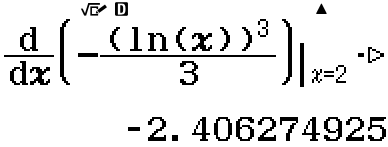 √ D ▲
d/dx(-(ln(x))³/3)|x=2 ▷
-2.406274925